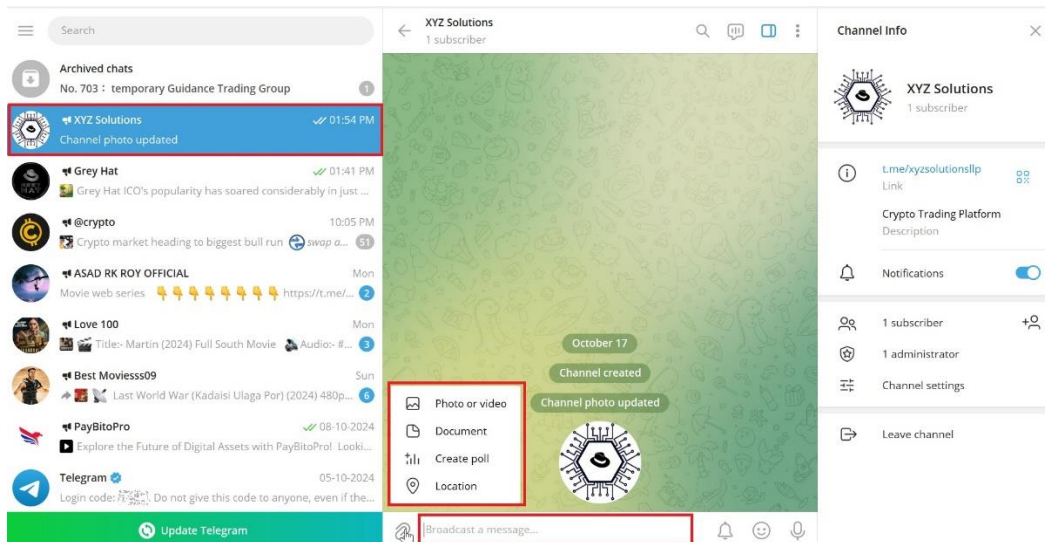 Search
Archived chats
No. 703 : temporary Guidance Trading Group
1
XYZ Solutions
01:54 PM
Channel photo updated
Grey Hat
01:41 PM
Grey Hat ICO's popularity has soared considerably in just ...
@crypto
10:05 PM
Crypto market heading to biggest bull run swap a...
51
ASAD RK ROY OFFICIAL
Mon
Movie web series 👇👇👇👇👇👇👇👇 https://t.me/...
2
Love 100
Mon
Title:- Martin (2024) Full South Movie Audio:- #...
3
Best Moviesss09
Sun
Last World War (Kadaisi Ulaga Por) (2024) 480p...
6
PayBitoPro
08-10-2024
Explore the Future of Digital Assets with PayBitoPro! Looki...
Telegram
05-10-2024
Login code: . Do not give this code to anyone, even if the...
Update Telegram
XYZ Solutions
1 subscriber
October 17
Channel created
Channel photo updated
Photo or video
Document
Create poll
Location
Broadcast a message...
Channel Info
XYZ Solutions
1 subscriber
t.me/xyzsolutionsllp
Link
Crypto Trading Platform
Description
Notifications
1 subscriber
1 administrator
Channel settings
Leave channel